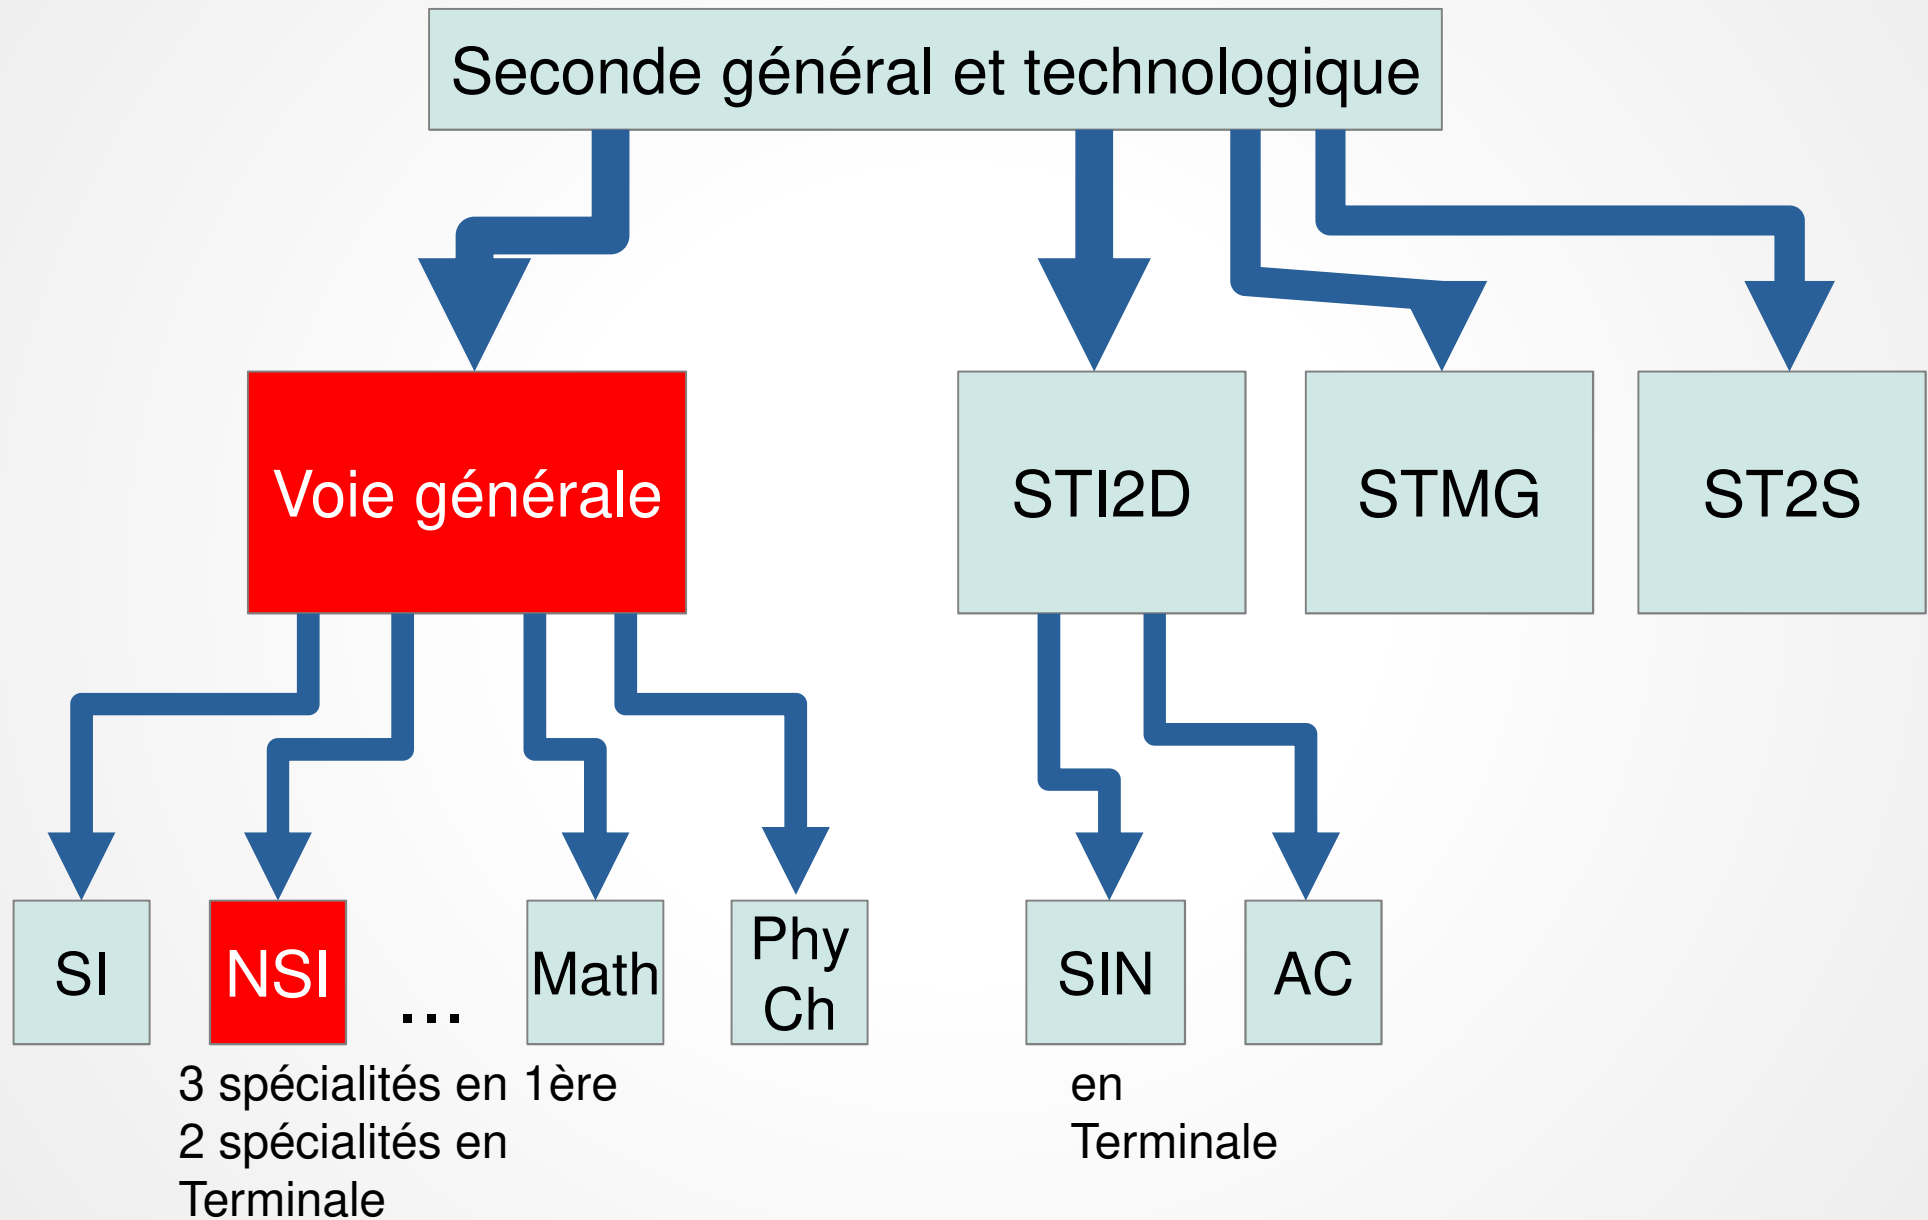 Seconde général et technologique
Voie générale
STI2D
STMG
ST2S
SI
NSI
...
Math
Phy
Ch
SIN
AC
3 spécialités en 1ère
2 spécialités en
Terminale
en
Terminale